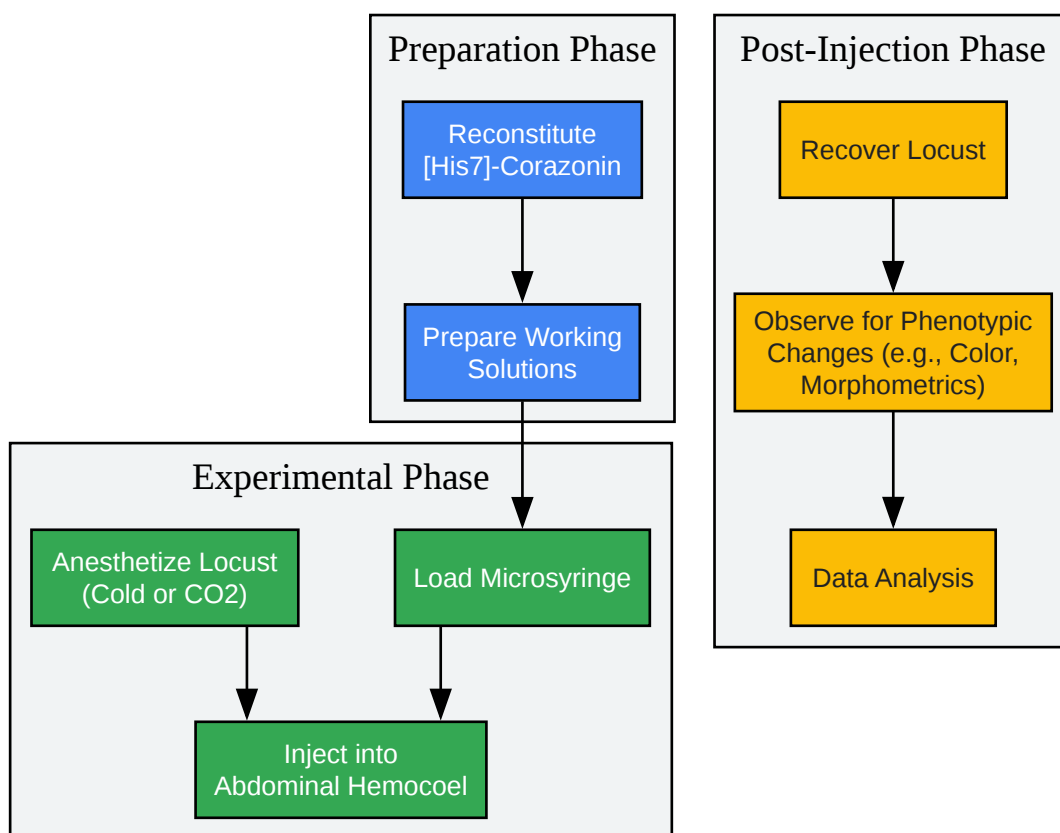 Preparation Phase
Reconstitute
[His7]-Corazonin
Prepare Working
Solutions
Experimental Phase
Anesthetize Locust
(Cold or CO2)
Load Microsyringe
Inject into
Abdominal Hemocoel
Post-Injection Phase
Recover Locust
Observe for Phenotypic
Changes (e.g., Color,
Morphometrics)
Data Analysis